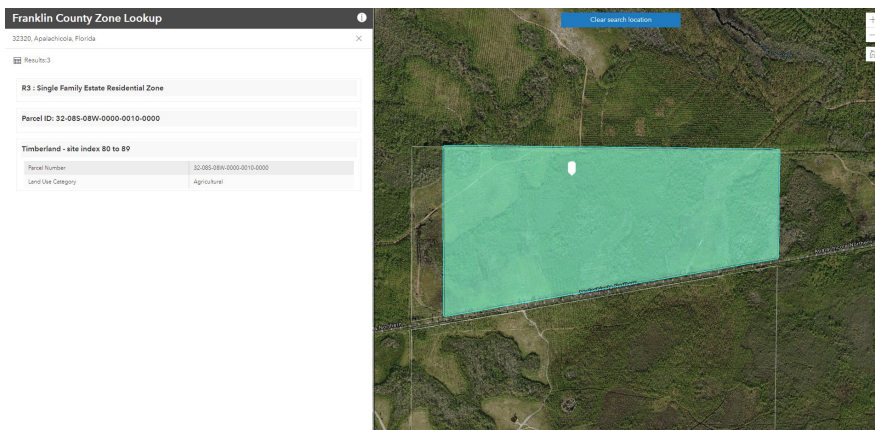 Franklin County Zone Lookup
Clear search location
32320, Apalachicola, Florida
Results:3
R3 : Single Family Estate Residential Zone
Parcel ID: 32-08S-08W-0000-0010-0000
Timberland - site index 80 to 89
Parcel Number 32-08S-08W-0000-0010-0000
Land Use Category Agricultural